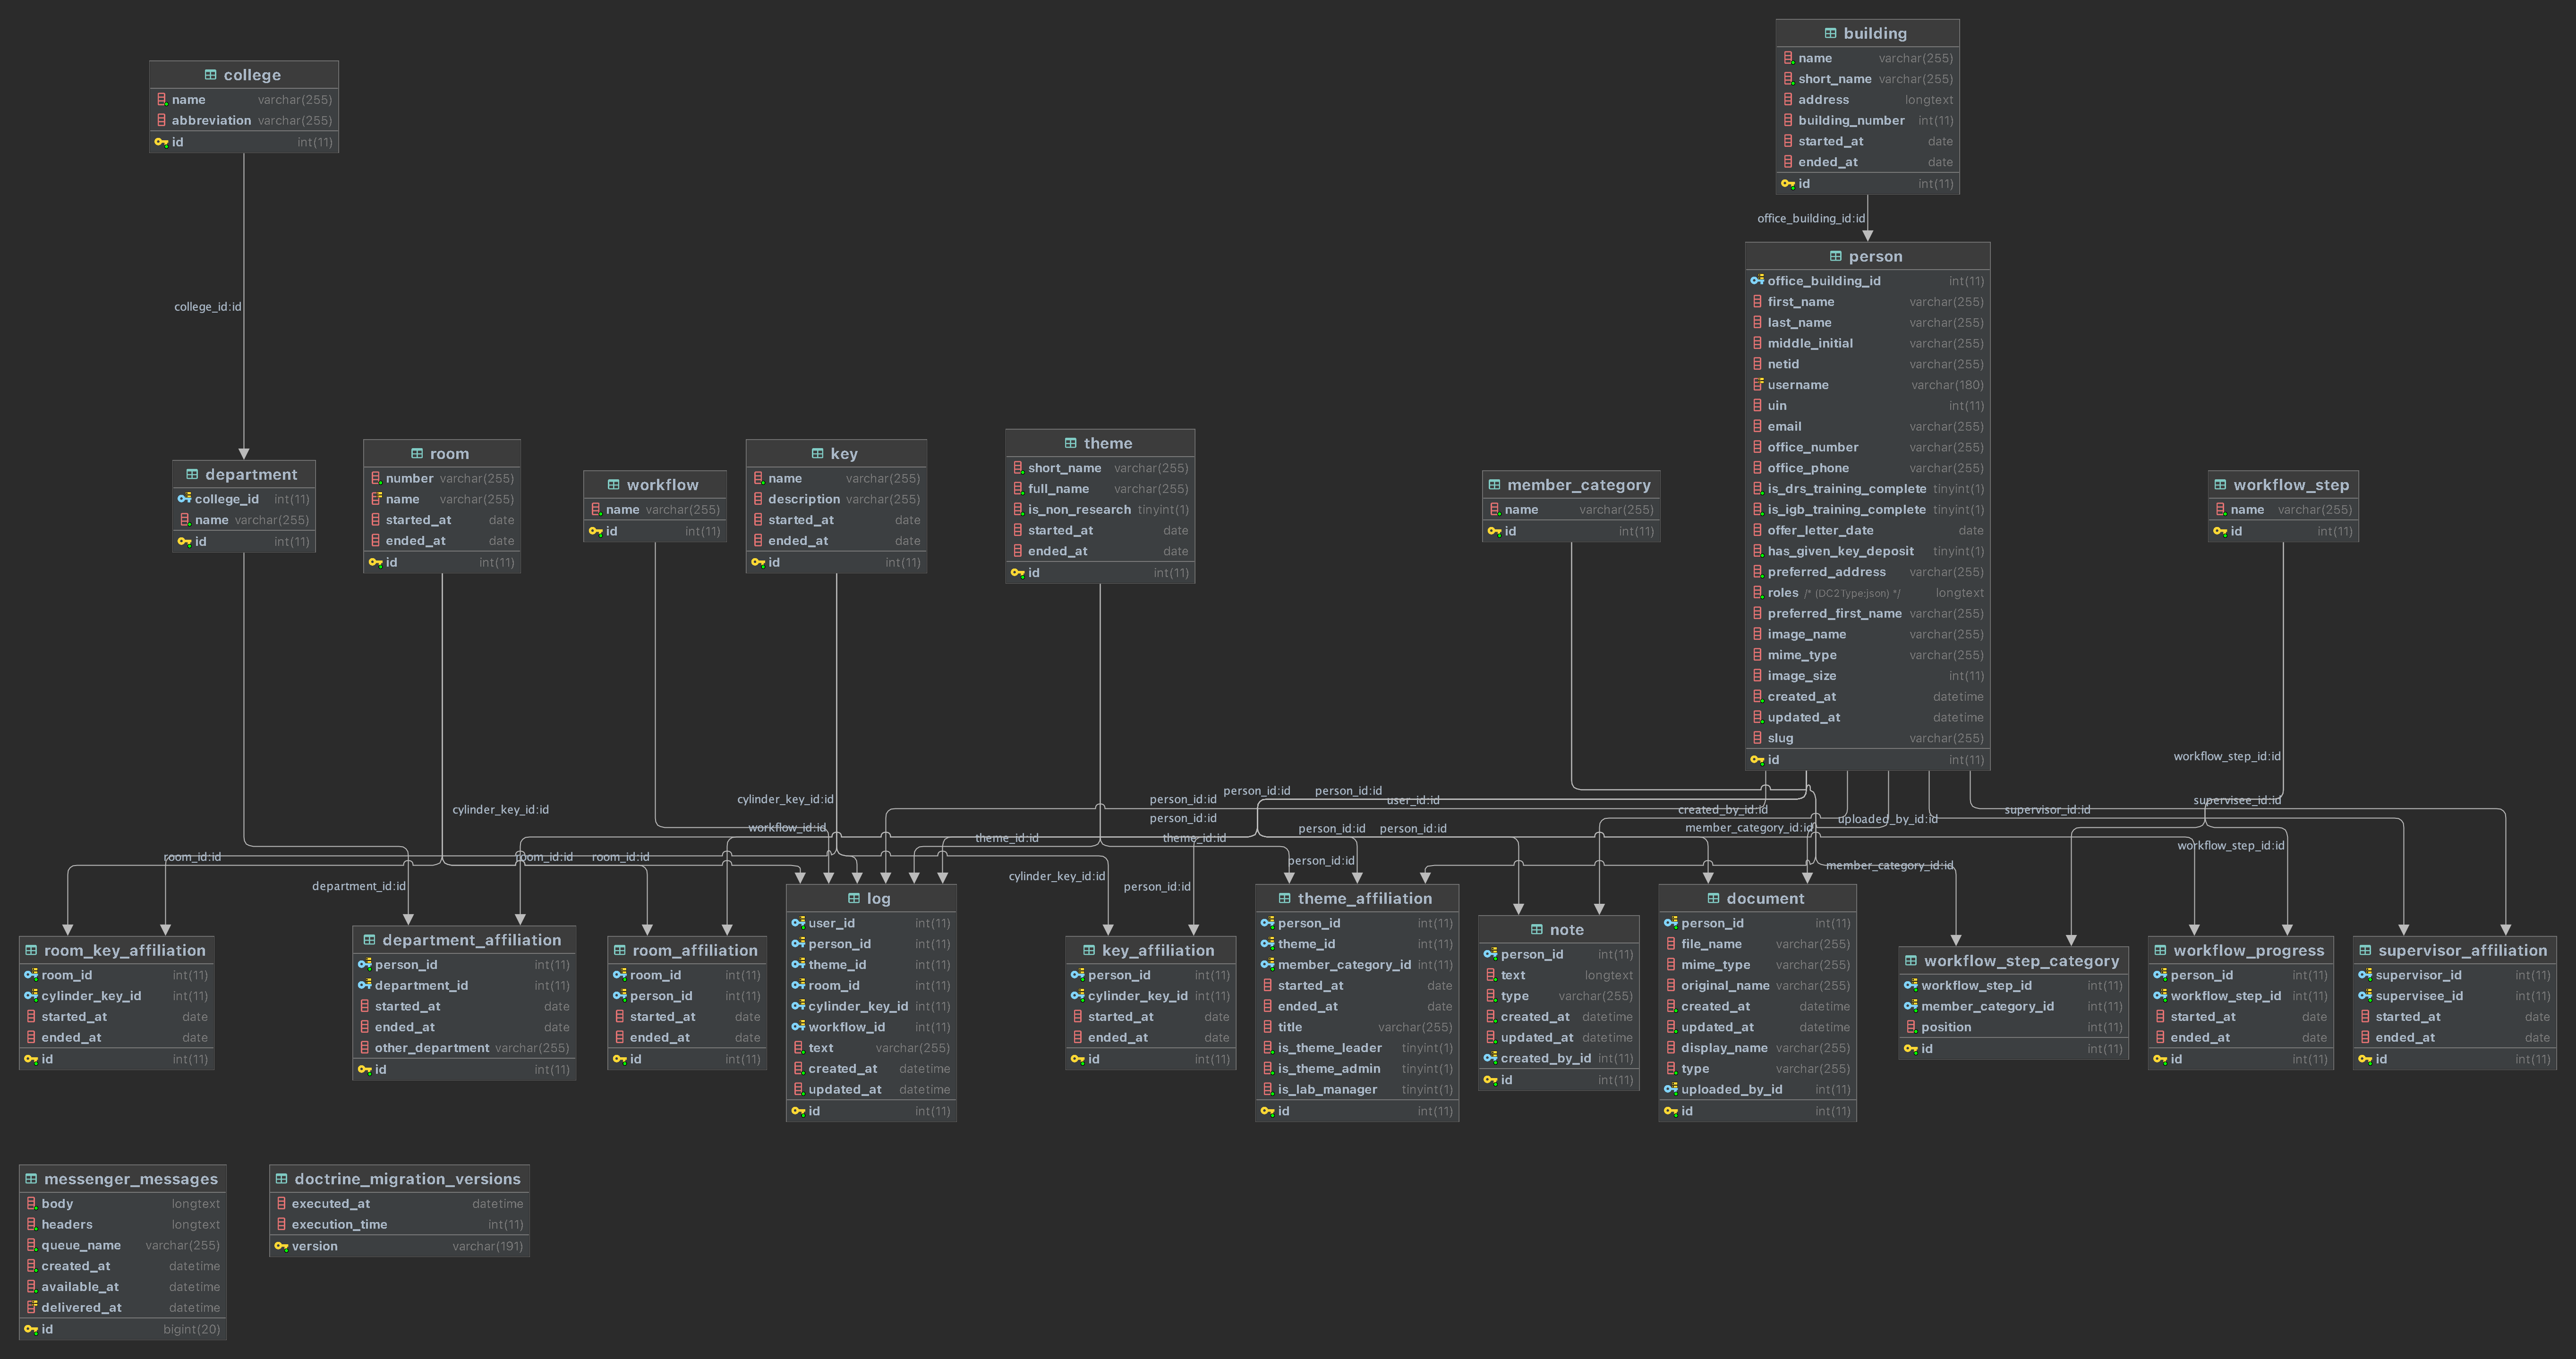 building
name varchar(255)
short_name varchar(255)
address longtext
building_number int(11)
started_at date
ended_at date
id int(11)
college
name varchar(255)
abbreviation varchar(255)
id int(11)
office_building_id:id
person
office_building_id int(11)
first_name varchar(255)
last_name varchar(255)
middle_initial varchar(255)
netid varchar(255)
username varchar(180)
uin int(11)
email varchar(255)
office_number varchar(255)
office_phone varchar(255)
is_drs_training_complete tinyint(1)
is_igb_training_complete tinyint(1)
offer_letter_date date
has_given_key_deposit tinyint(1)
preferred_address varchar(255)
roles /* (DC2Type:json) */ longtext
preferred_first_name varchar(255)
image_name varchar(255)
mime_type varchar(255)
image_size int(11)
created_at datetime
updated_at datetime
slug varchar(255)
id int(11)
college_id:id
department
college_id int(11)
name varchar(255)
id int(11)
room
number varchar(255)
name varchar(255)
started_at date
ended_at date
id int(11)
workflow
name varchar(255)
id int(11)
key
name varchar(255)
description varchar(255)
started_at date
ended_at date
id int(11)
theme
short_name varchar(255)
full_name varchar(255)
is_non_research tinyint(1)
started_at date
ended_at date
id int(11)
member_category
name varchar(255)
id int(11)
workflow_step
name varchar(255)
id int(11)
workflow_step_id:id
person_id:id
person_id:id
cylinder_key_id:id
person_id:id
user_id:id
supervisee_id:id
cylinder_key_id:id
created_by_id:id
supervisor_id:id
person_id:id
uploaded_by_id:id
workflow_id:id
person_id:id
person_id:id
member_category_id:id
theme_id:id
theme_id:id
workflow_step_id:id
room_id:id
room_id:id
room_id:id
person_id:id
member_category_id:id
cylinder_key_id:id
department_id:id
person_id:id
room_key_affiliation
room_id int(11)
cylinder_key_id int(11)
started_at date
ended_at date
id int(11)
department_affiliation
person_id int(11)
department_id int(11)
started_at date
ended_at date
other_department varchar(255)
id int(11)
room_affiliation
room_id int(11)
person_id int(11)
started_at date
ended_at date
id int(11)
log
user_id int(11)
person_id int(11)
theme_id int(11)
room_id int(11)
cylinder_key_id int(11)
workflow_id int(11)
text varchar(255)
created_at datetime
updated_at datetime
id int(11)
key_affiliation
person_id int(11)
cylinder_key_id int(11)
started_at date
ended_at date
id int(11)
theme_affiliation
person_id int(11)
theme_id int(11)
member_category_id int(11)
started_at date
ended_at date
title varchar(255)
is_theme_leader tinyint(1)
is_theme_admin tinyint(1)
is_lab_manager tinyint(1)
id int(11)
note
person_id int(11)
text longtext
type varchar(255)
created_at datetime
updated_at datetime
created_by_id int(11)
id int(11)
document
person_id int(11)
file_name varchar(255)
mime_type varchar(255)
original_name varchar(255)
created_at datetime
updated_at datetime
display_name varchar(255)
type varchar(255)
uploaded_by_id int(11)
id int(11)
workflow_step_category
workflow_step_id int(11)
member_category_id int(11)
position int(11)
id int(11)
workflow_progress
person_id int(11)
workflow_step_id int(11)
started_at date
ended_at date
id int(11)
supervisor_affiliation
supervisor_id int(11)
supervisee_id int(11)
started_at date
ended_at date
id int(11)
messenger_messages
body longtext
headers longtext
queue_name varchar(255)
created_at datetime
available_at datetime
delivered_at datetime
id bigint(20)
doctrine_migration_versions
executed_at datetime
execution_time int(11)
version varchar(191)